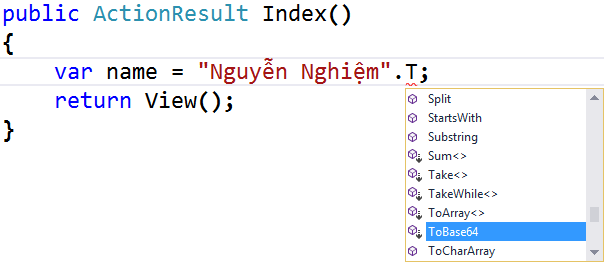 public ActionResult Index()
{
var name = "Nguyễn Nghiệm".T;
return View();
}
Split
StartsWith
Substring
Sum<>
Take<>
TakeWhile<>
ToArray<>
ToBase64
ToCharArray